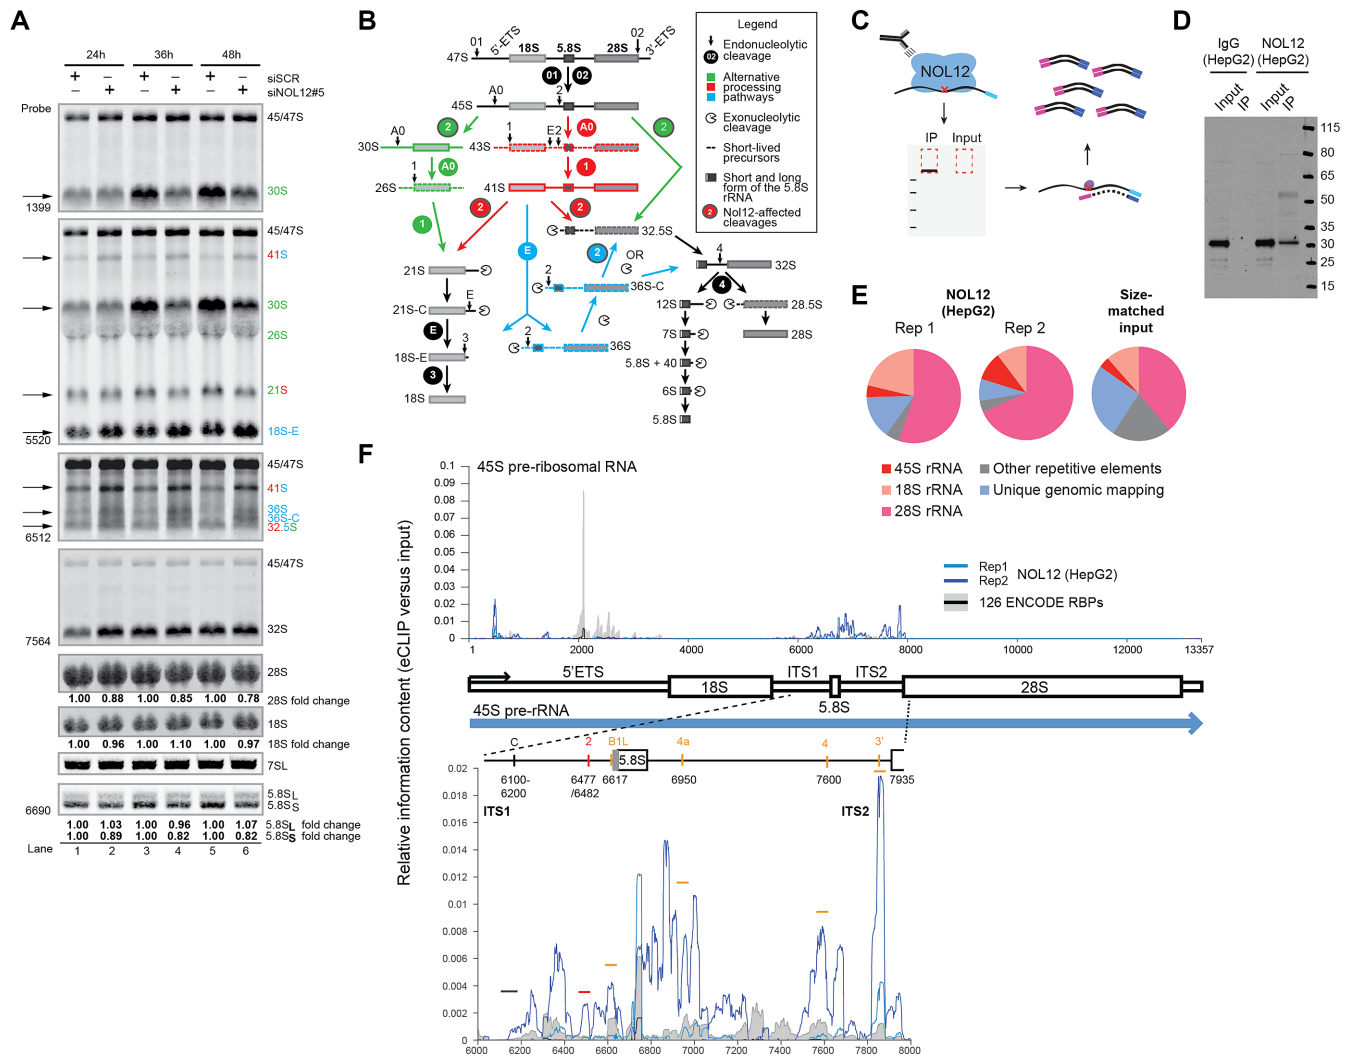 A
24h 36h 48h
+ – + – + – siSCR
– + – + – + siNOL12#5
Probe
45/47S
30S
1399
45/47S
41S
30S
26S
21S
18S-E
5520
45/47S
41S
36S
36S-C
32.5S
6512
45/47S
32S
7564
28S
1.00 0.88 1.00 0.85 1.00 0.78 28S fold change
18S
1.00 0.96 1.00 1.10 1.00 0.97 18S fold change
7SL
5.8S L
5.8S S
6690
1.00 1.03 1.00 0.96 1.00 1.07 5.8S L fold change
1.00 0.89 1.00 0.82 1.00 0.82 5.8S S fold change
Lane 1 2 3 4 5 6
B
01 5'-ETS 18S 5.8S 28S 02 3'-ETS
47S
01 02
45S A0 2
2 A0 2
30S A0 43S 1 E2
A0 1
26S 1 41S
1 2 2
E
32.5S
2 OR
21S 32S 4
2 36S-C
4
21S-C E 12S 28.5S
E 2 36S 7S 28S
18S-E 3 5.8S + 40
3 6S
18S 5.8S
Legend
Endonucleolytic
02 cleavage
Alternative
processing
pathways
Exonucleolytic
cleavage
Short-lived
precursors
Short and long
form of the 5.8S
rRNA
2 Nol12-affected
cleavages
C
NOL12
IP Input
D
IgG NOL12
(HepG2) (HepG2)
Input IP Input IP
115
80
65
50
35
30
25
15
E
NOL12
(HepG2)
Rep 1 Rep 2
Size-
matched
input
45S rRNA
18S rRNA
28S rRNA
Other repetitive elements
Unique genomic mapping
F
45S pre-ribosomal RNA
Relative information content (eCLIP versus input)
0.1
0.09
0.08
0.07
0.06
0.05
0.04
0.03
0.02
0.01
0
1 2000 4000 6000 8000 10000 12000 13357
Rep1
Rep2
NOL12 (HepG2)
126 ENCODE RBPs
5'ETS ITS1 ITS2
18S 28S
5.8S
45S pre-rRNA
C 2 B1L 4a 4 3'
5.8S
6100-
6200
6477
/6482
6617 6950 7600 7935
ITS1 ITS2
0.02
0.018
0.016
0.014
0.012
0.01
0.008
0.006
0.004
0.002
0
6000 6200 6400 6600 6800 7000 7200 7400 7600 7800 8000